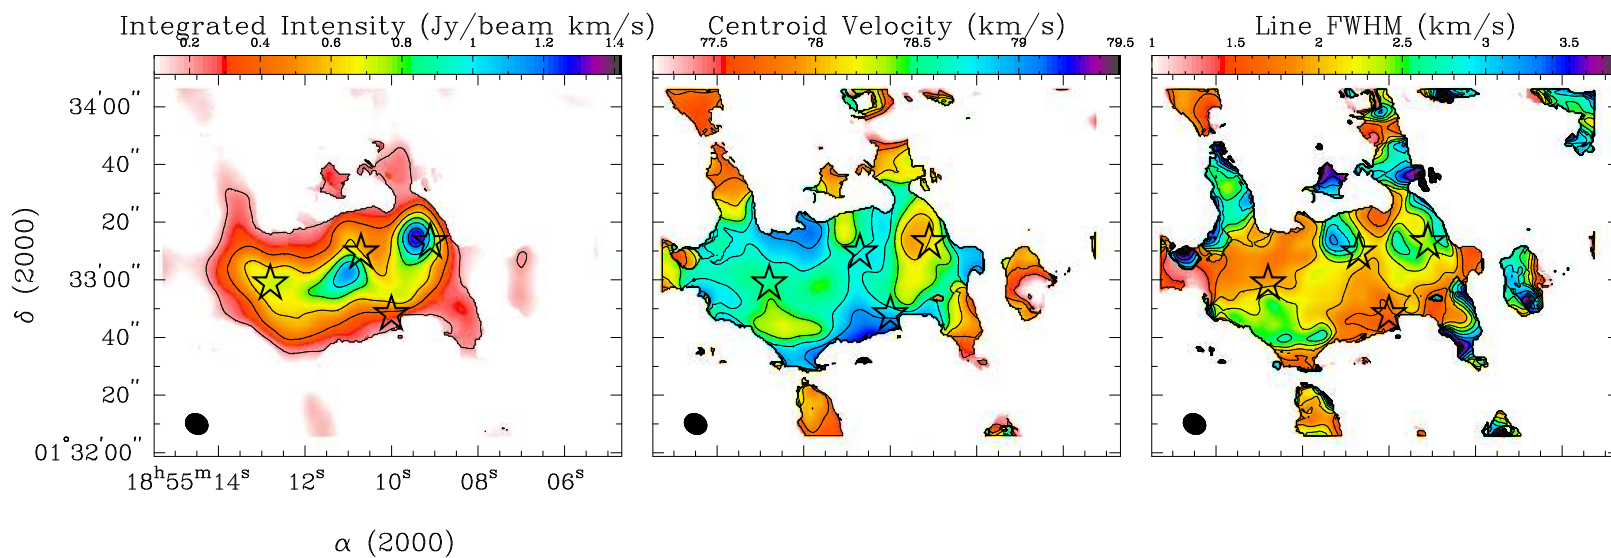 Integrated Intensity (Jy/beam km/s)
0.2 0.4 0.6 0.8 1 1.2 1.4
Centroid Velocity (km/s)
77.5 78 78.5 79 79.5
Line FWHM (km/s)
1 1.5 2 2.5 3 3.5
δ (2000)
34'00"
40"
20"
33'00"
40"
20"
01°32'00"
18h55m14s 12s 10s 08s 06s
α (2000)